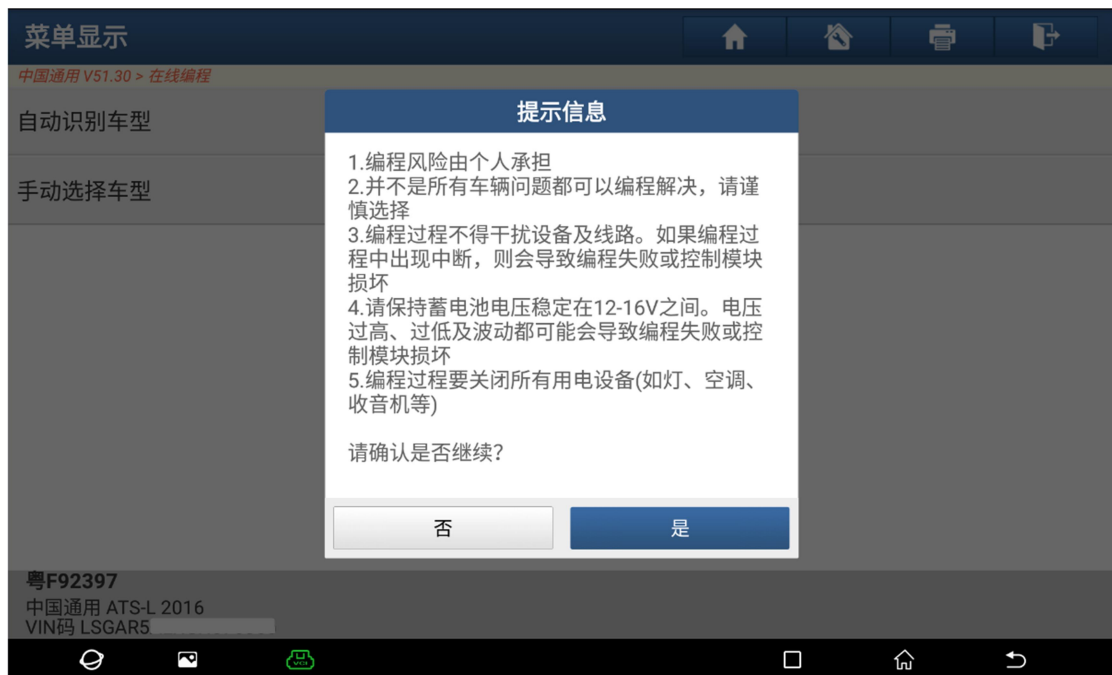 菜单显示
中国通用 V51.30 > 在线编程
自动识别车型
手动选择车型
提示信息
1.编程风险由个人承担
2.并不是所有车辆问题都可以编程解决，请谨
慎选择
3.编程过程不得干扰设备及线路。如果编程过
程中出现中断，则会导致编程失败或控制模块
损坏
4.请保持蓄电池电压稳定在12-16V之间。电压
过高、过低及波动都可能会导致编程失败或控
制模块损坏
5.编程过程要关闭所有用电设备(如灯、空调、
收音机等)
请确认是否继续?
否
是
粤F92397
中国通用 ATS-L 2016
VIN码 LSGAR5
VCI